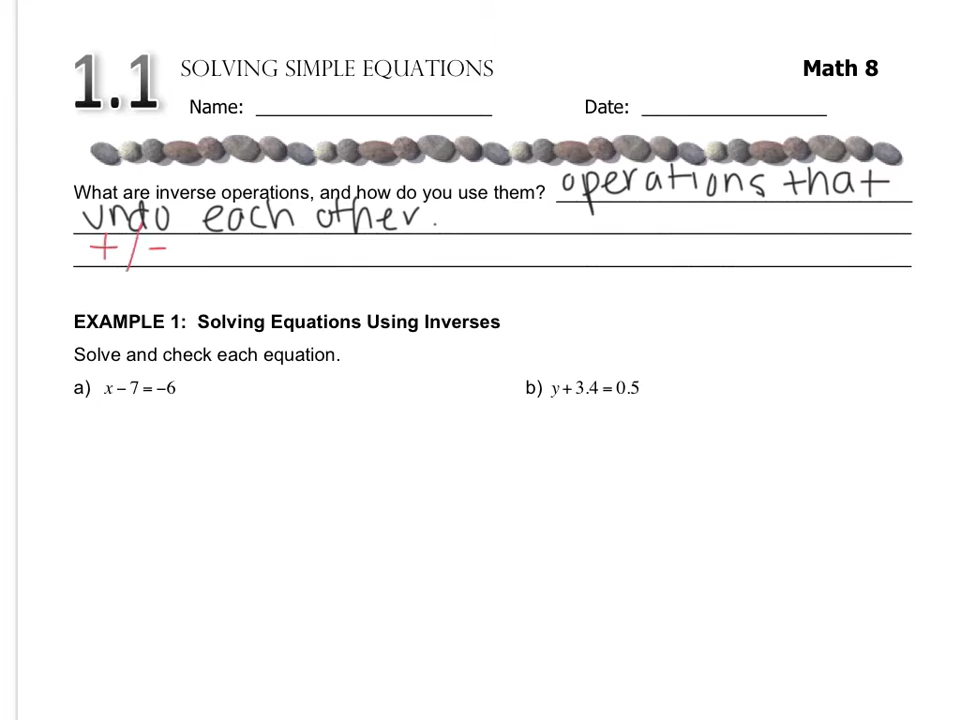 1.1 SOLVING SIMPLE EQUATIONS Math 8
Name: ____________________ Date: ________________
What are inverse operations, and how do you use them? operations that
undo each other.
+/-
EXAMPLE 1: Solving Equations Using Inverses
Solve and check each equation.
a) x − 7 = −6 b) y + 3.4 = 0.5